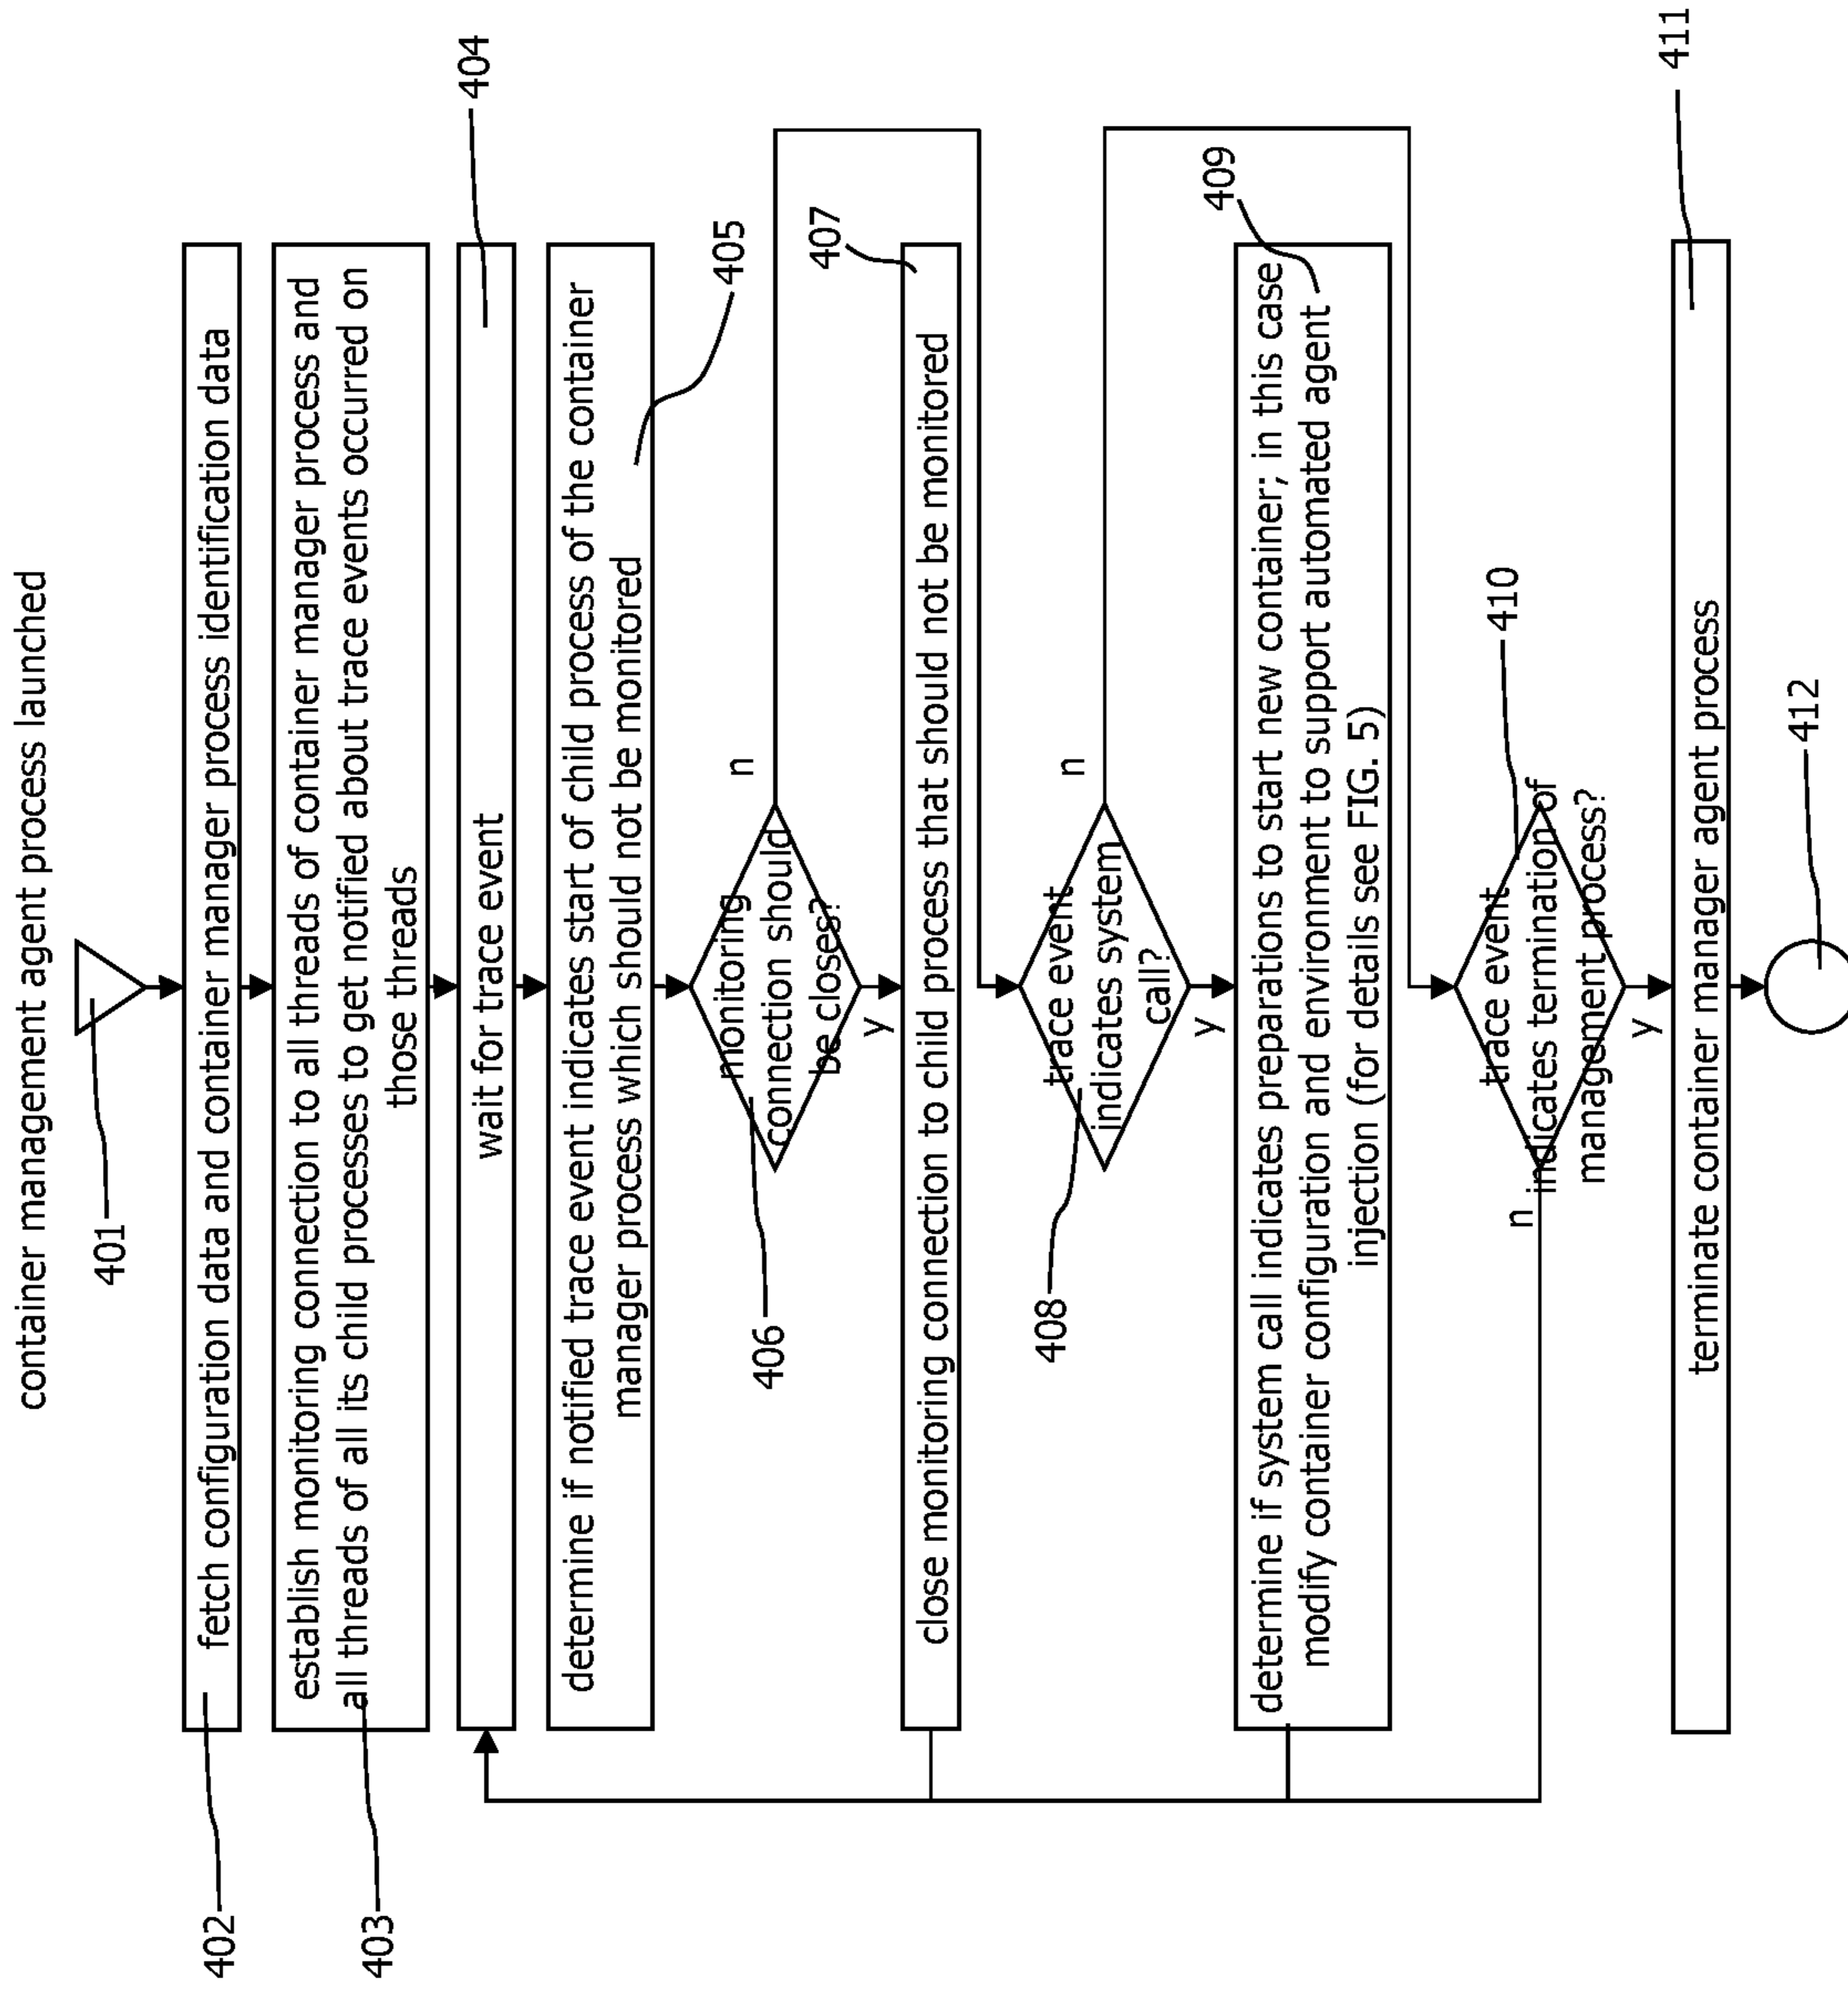 container management agent process launched
401
402
fetch configuration data and container manager process identification data
403
establish monitoring connection to all threads of container manager process and
all threads of all its child processes to get notified about trace events occurred on
those threads
404
wait for trace event
405
determine if notified trace event indicates start of child process of the container
manager process which should not be monitored
406
monitoring
connection should
be closes?
n
y
407
close monitoring connection to child process that should not be monitored
408
trace event
indicates system
call?
n
y
409
determine if system call indicates preparations to start new container; in this case
modify container configuration and environment to support automated agent
injection (for details see FIG. 5)
410
trace event
indicates termination of
management process?
n
y
411
terminate container manager agent process
412